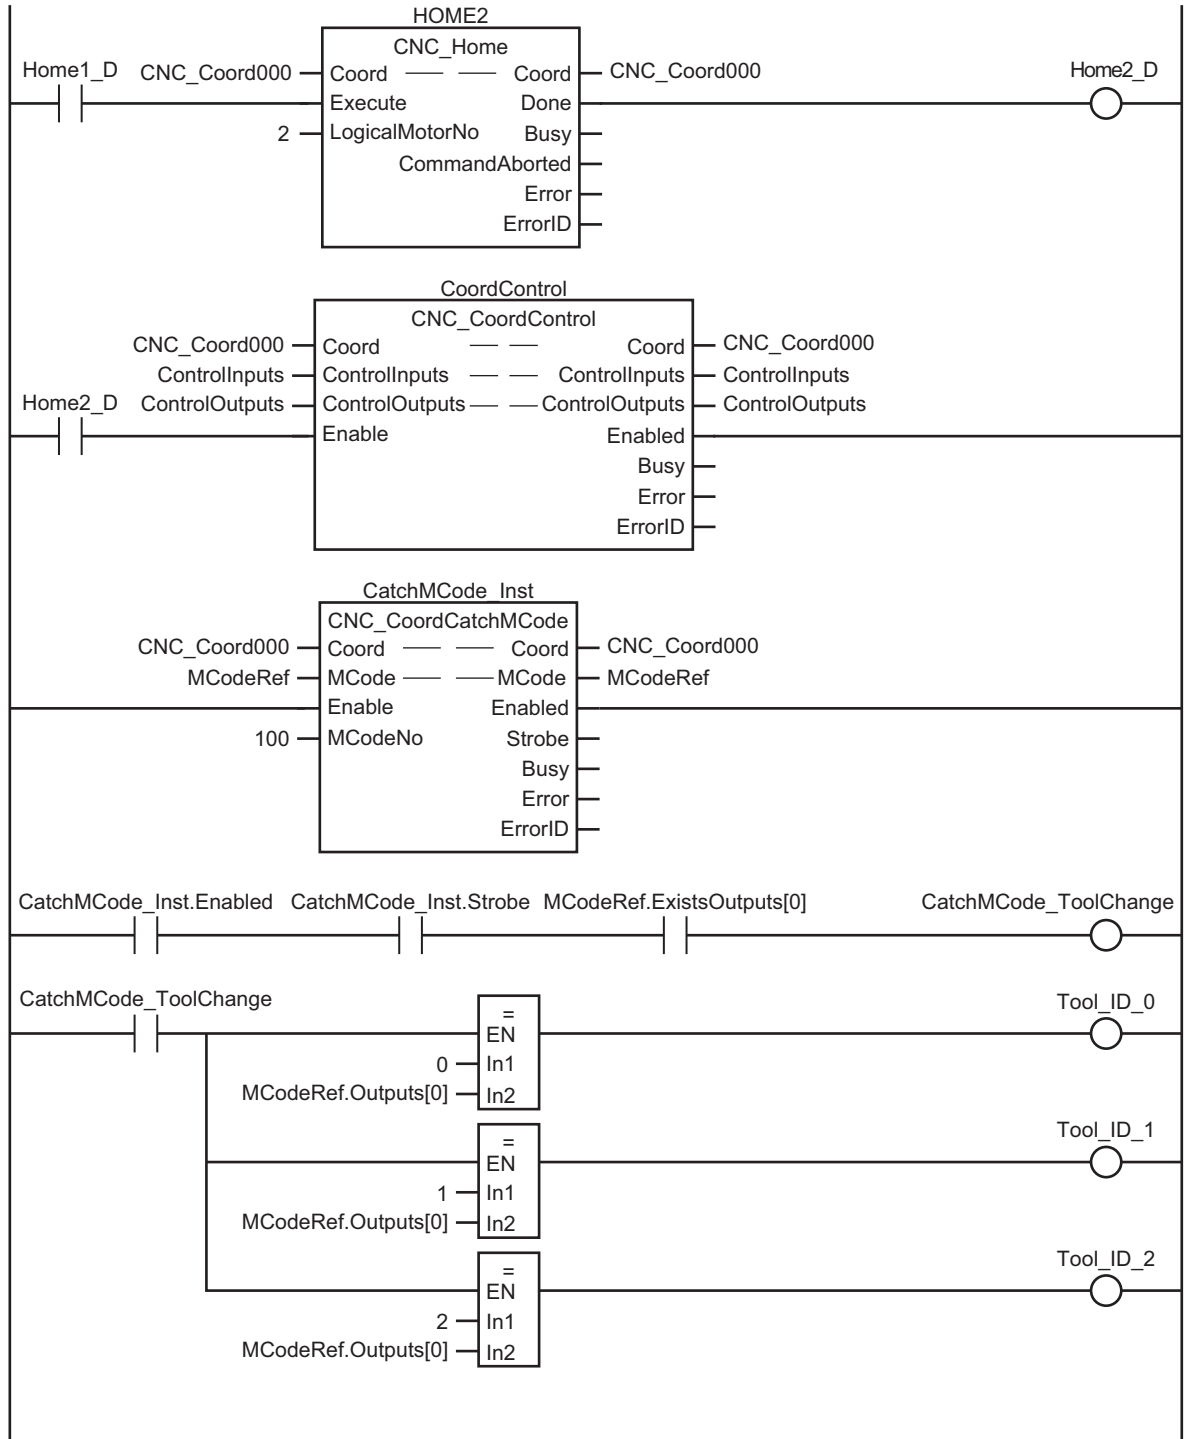 HOME2
CNC_Home
Home1_D CNC_Coord000 Coord Coord CNC_Coord000 Home2_D
Execute Done
2 LogicalMotorNo Busy
CommandAborted
Error
ErrorID
CoordControl
CNC_CoordControl
CNC_Coord000 Coord Coord CNC_Coord000
ControlInputs ControlInputs ControlInputs ControlInputs
Home2_D ControlOutputs ControlOutputs ControlOutputs ControlOutputs
Enable Enabled
Busy
Error
ErrorID
CatchMCode_Inst
CNC_CoordCatchMCode
CNC_Coord000 Coord Coord CNC_Coord000
MCodeRef MCode MCode MCodeRef
Enable Enabled
100 MCodeNo Strobe
Busy
Error
ErrorID
CatchMCode_Inst.Enabled CatchMCode_Inst.Strobe MCodeRef.ExistsOutputs[0] CatchMCode_ToolChange
CatchMCode_ToolChange Tool_ID_0
=
EN
0 In1
MCodeRef.Outputs[0] In2
Tool_ID_1
=
EN
1 In1
MCodeRef.Outputs[0] In2
Tool_ID_2
=
EN
2 In1
MCodeRef.Outputs[0] In2